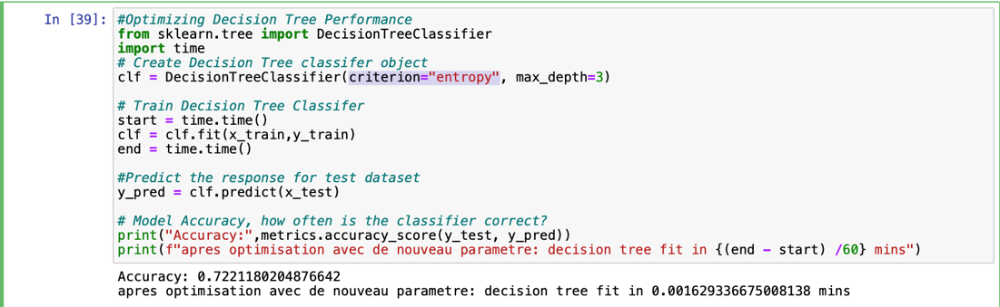 In [39]: #Optimizing Decision Tree Performance
from sklearn.tree import DecisionTreeClassifier
import time
# Create Decision Tree classifer object
clf = DecisionTreeClassifier(criterion="entropy", max_depth=3)
# Train Decision Tree Classifer
start = time.time()
clf = clf.fit(x_train,y_train)
end = time.time()
#Predict the response for test dataset
y_pred = clf.predict(x_test)
# Model Accuracy, how often is the classifier correct?
print("Accuracy:",metrics.accuracy_score(y_test, y_pred))
print(f"apres optimisation avec de nouveau parametre: decision tree fit in {(end - start) /60} mins")
Accuracy: 0.7221180204876642
apres optimisation avec de nouveau parametre: decision tree fit in 0.001629336675008138 mins